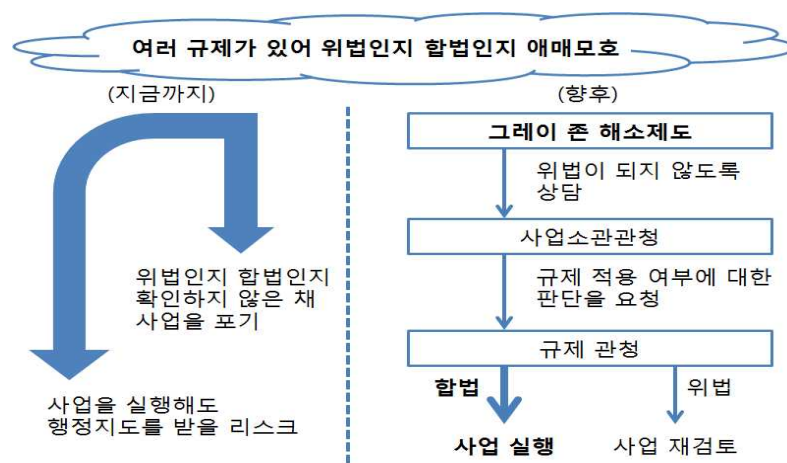 여러 규제가 있어 위법인지 합법인지 애매모호
(지금까지)
위법인지 합법인지
확인하지 않은 채
사업을 포기
사업을 실행해도
행정지도를 받을 리스크
(향후)
그레이 존 해소제도
위법이 되지 않도록
상담
사업소관관청
규제 적용 여부에 대한
판단을 요청
규제 관청
합법
위법
사업 실행
사업 재검토